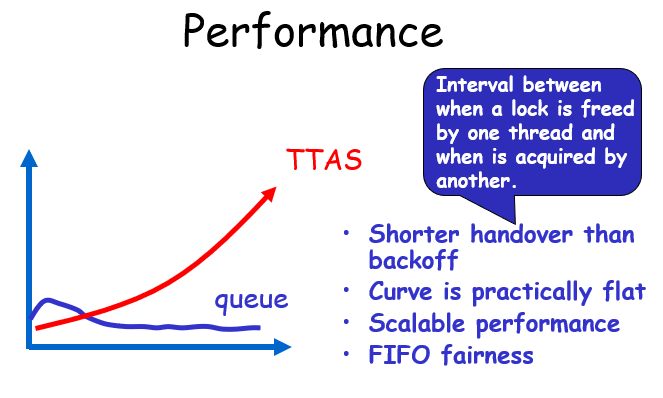 Performance
Interval between
when a lock is freed
by one thread and
when is acquired by
another.
TTAS
queue
• Shorter handover than
backoff
• Curve is practically flat
• Scalable performance
• FIFO fairness